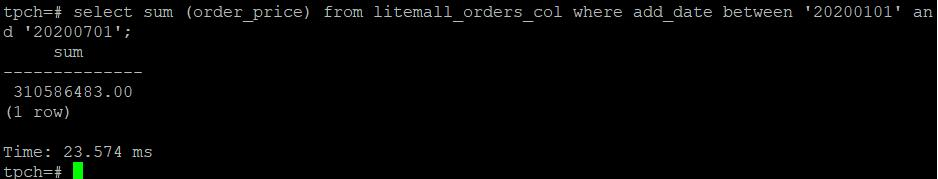 tpch=# select sum (order_price) from litemall_orders_col where add_date between '20200101' an
d '20200701';
     sum
--------------
 310586483.00
(1 row)

Time: 23.574 ms
tpch=#